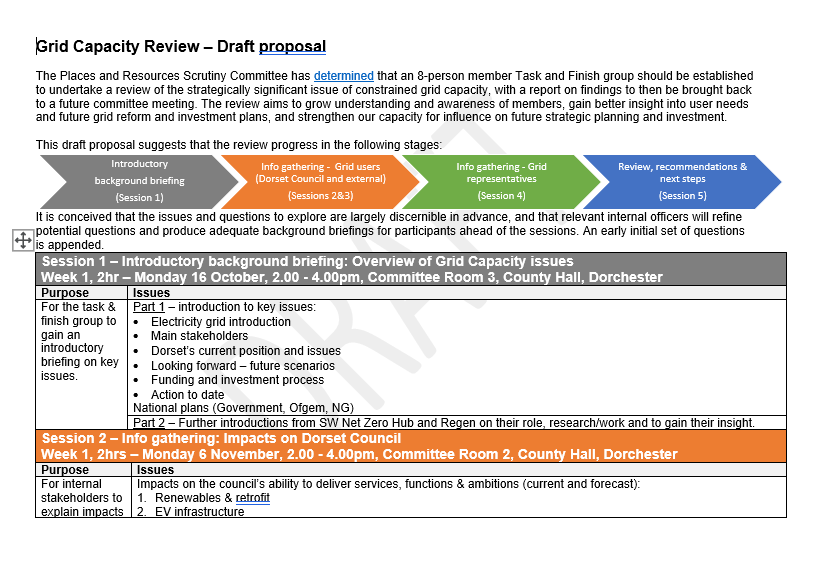 Grid Capacity Review – Draft proposal
The Places and Resources Scrutiny Committee has determined that an 8-person member Task and Finish group should be established
to undertake a review of the strategically significant issue of constrained grid capacity, with a report on findings to then be brought back
to a future committee meeting. The review aims to grow understanding and awareness of members, gain better insight into user needs
and future grid reform and investment plans, and strengthen our capacity for influence on future strategic planning and investment.
This draft proposal suggests that the review progress in the following stages:
Introductory
background briefing
(Session 1)
Info gathering - Grid users
(Dorset Council and external)
(Sessions 2&3)
Info gathering - Grid
representatives
(Session 4)
Review, recommendations &
next steps
(Session 5)
It is conceived that the issues and questions to explore are largely discernible in advance, and that relevant internal officers will refine
potential questions and produce adequate background briefings for participants ahead of the sessions. An early initial set of questions
is appended.
Session 1 – Introductory background briefing: Overview of Grid Capacity issues
Week 1, 2hr – Monday 16 October, 2.00 - 4.00pm, Committee Room 3, County Hall, Dorchester
Purpose
Issues
For the task &
finish group to
gain an
introductory
briefing on key
issues.
Part 1 – introduction to key issues:
• Electricity grid introduction
• Main stakeholders
• Dorset's current position and issues
• Looking forward – future scenarios
• Funding and investment process
• Action to date
National plans (Government, Ofgem, NG)
Part 2 – Further introductions from SW Net Zero Hub and Regen on their role, research/work and to gain their insight.
Session 2 – Info gathering: Impacts on Dorset Council
Week 1, 2hrs – Monday 6 November, 2.00 - 4.00pm, Committee Room 2, County Hall, Dorchester
Purpose
Issues
For internal
stakeholders to
explain impacts
Impacts on the council's ability to deliver services, functions & ambitions (current and forecast):
1. Renewables & retrofit
2. EV infrastructure
DRAFT